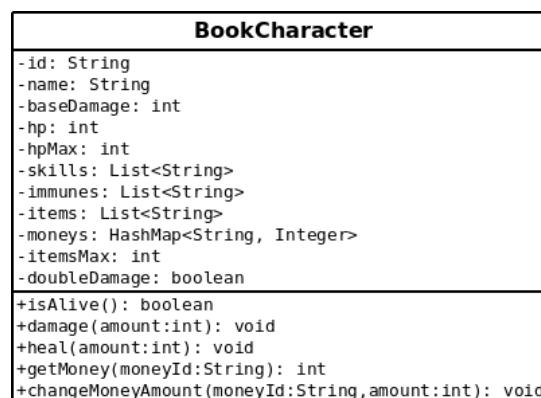 BookCharacter
-id: String
-name: String
-baseDamage: int
-hp: int
-hpMax: int
-skills: List<String>
-immunes: List<String>
-items: List<String>
-moneys: HashMap<String, Integer>
-itemsMax: int
-doubleDamage: boolean
+isAlive(): boolean
+damage(amount:int): void
+heal(amount:int): void
+getMoney(moneyId:String): int
+changeMoneyAmount(moneyId:String,amount:int): void